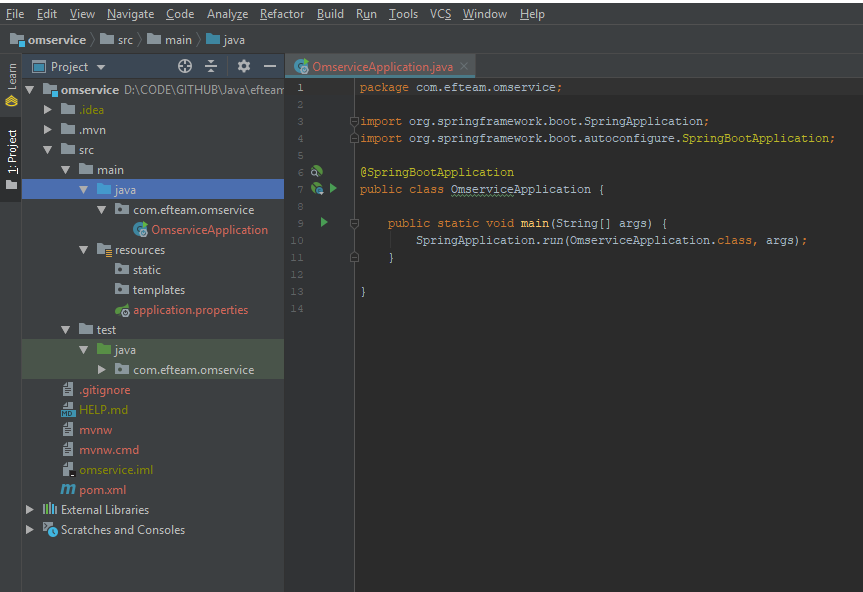 File Edit View Navigate Code Analyze Refactor Build Run Tools VCS Window Help
omservice src main java
Project
OmserviceApplication.java
Learn
1: Project
omservice D:\CODE\GITHUB\Java\efteam
.idea
.mvn
src
main
java
com.efteam.omservice
OmserviceApplication
resources
static
templates
application.properties
test
java
com.efteam.omservice
.gitignore
HELP.md
mvnw
mvnw.cmd
omservice.iml
pom.xml
External Libraries
Scratches and Consoles
1 package com.efteam.omservice;
2
3 import org.springframework.boot.SpringApplication;
4 import org.springframework.boot.autoconfigure.SpringBootApplication;
5
6 @SpringBootApplication
7 public class OmserviceApplication {
8
9 public static void main(String[] args) {
10 SpringApplication.run(OmserviceApplication.class, args);
11 }
12
13 }
14